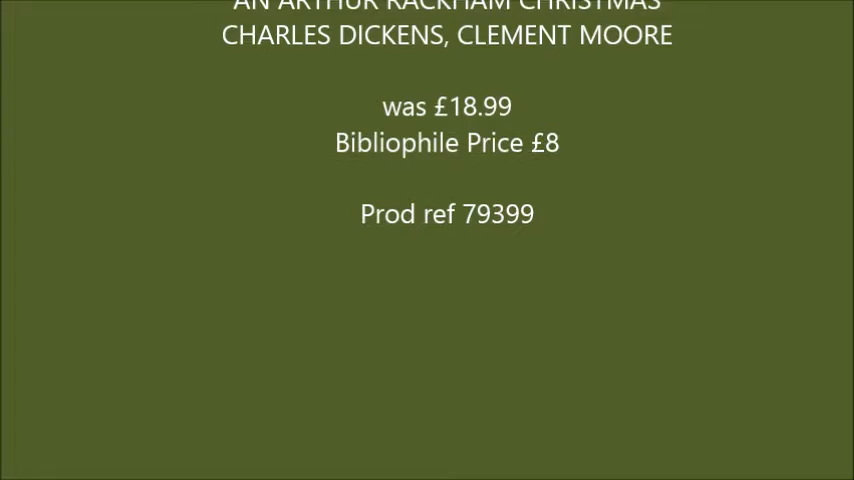 AN ARTHUR RACKHAM CHRISTMAS
CHARLES DICKENS, CLEMENT MOORE
was £18.99
Bibliophile Price £8
Prod ref 79399